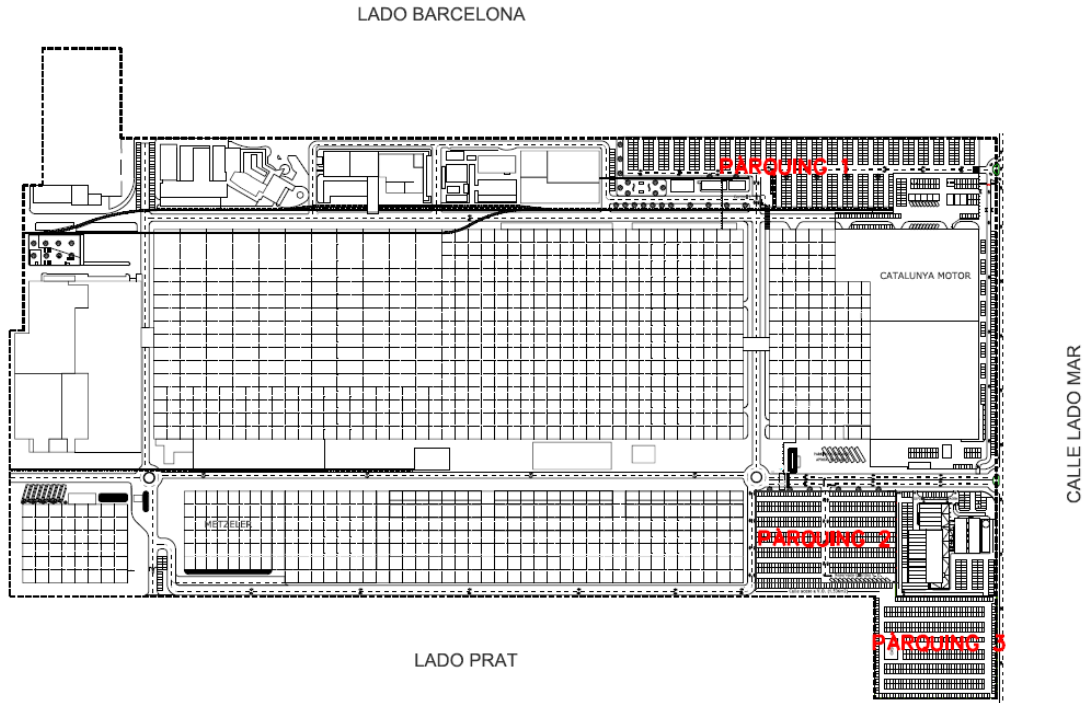 LADO BARCELONA
PÀRQUING 1
CATALUNYA MOTOR
CALLE LADO MAR
METZELER
PÀRQUING 2
PÀRQUING 3
LADO PRAT